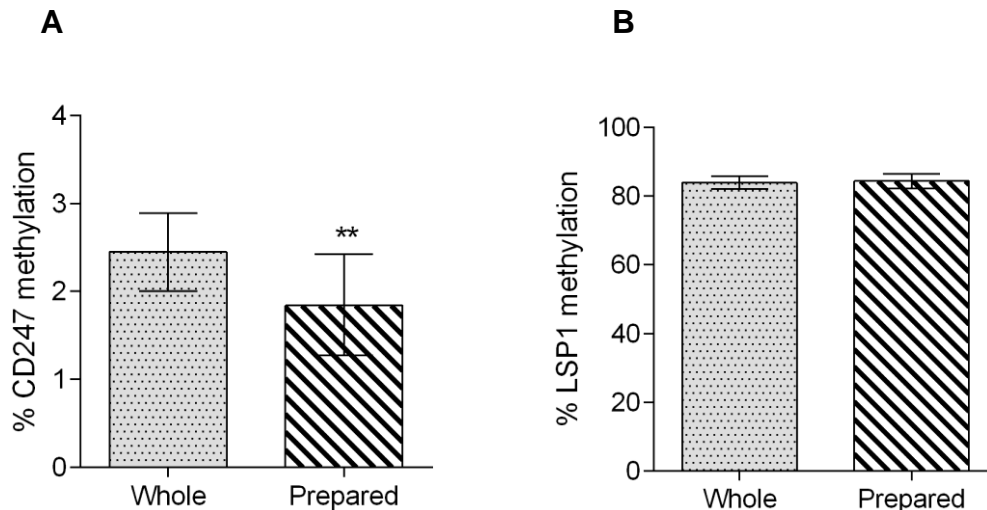 A
B
% CD247 methylation
4
3
2
1
0
**
Whole
Prepared
% LSP1 methylation
100
80
60
40
20
0
Whole
Prepared